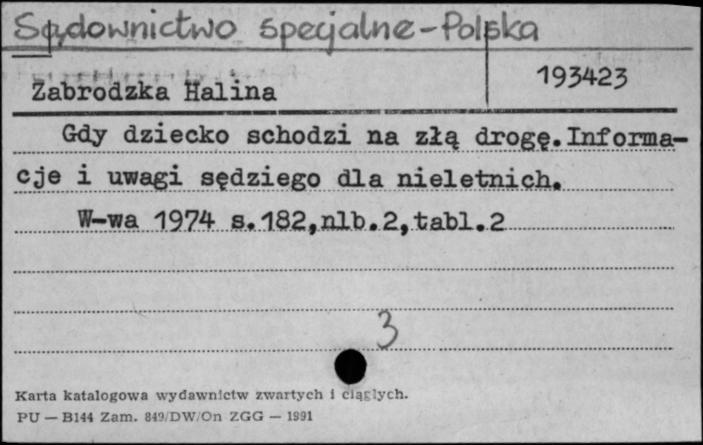 Sądownictwo specjalne-Polska
193423
Zabrodzka Halina
Gdy dziecko schodzi na złą drogę.Informa-
cje i uwagi sędziego dla nieletnich.
W-wa 1974 s.182,nlb.2,tabl.2
3
Karta katalogowa wydawnictw zwartych i ciągłych.
PU — B144 Zam. 849/DW/On ZGG — 1991